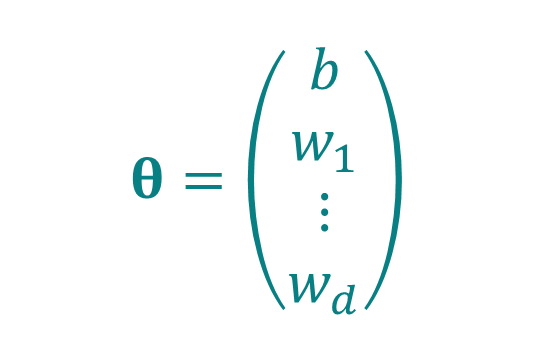 b
w₁
𝛉 = ⋮
w_d